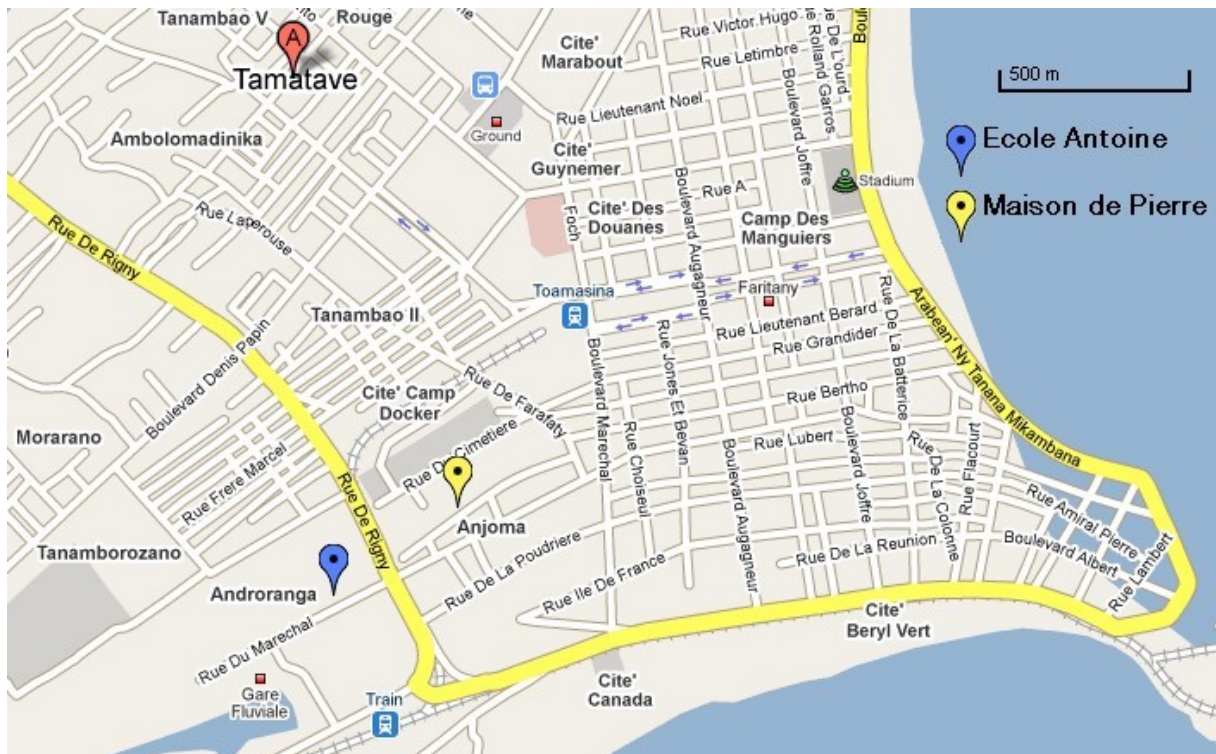 Tanambao V
Rouge
A
Tamatave
Cite'
Marabout
Rue Victor Hugo
Rue Letimbre
Rue De L'ourd
Rue Rolland Garros
500 m
Ecole Antoine
Maison de Pierre
Ambolomadinika
Ground
Rue Lieutenant Noel
Cite'
Guynemer
Boulevard Joffre
Stadium
Rue Laperouse
Rue A
Boulevard Augagneur
Foch
Cite' Des
Douanes
Camp Des
Manguiers
Rue De Rigny
Toamasina
Faritany
Tanambao II
Rue Lieutenant Berard
Rue Grandidier
Rue De La Batterice
Arabean' Ny Tanana Mikambana
Boulevard Denis Papin
Rue Jones Et Bevan
Boulevard Marechal
Cite' Camp
Docker
Rue De Farafaty
Rue Bertho
Morarano
Rue Du Cimetiere
Rue Choiseul
Rue Lubert
Boulevard Joffre
Rue Flacourt
Rue Frere Marcel
Boulevard Augagneur
Rue De La Colonne
Rue De Rigny
Anjoma
Rue Amiral Pierre
Tanamborozano
Rue De La Poudriere
Rue De La Reunion
Boulevard Albert
Androranga
Rue Ile De France
Rue Lambert
Cite'
Beryl Vert
Rue Du Marechal
Gare
Fluviale
Train
Cite'
Canada